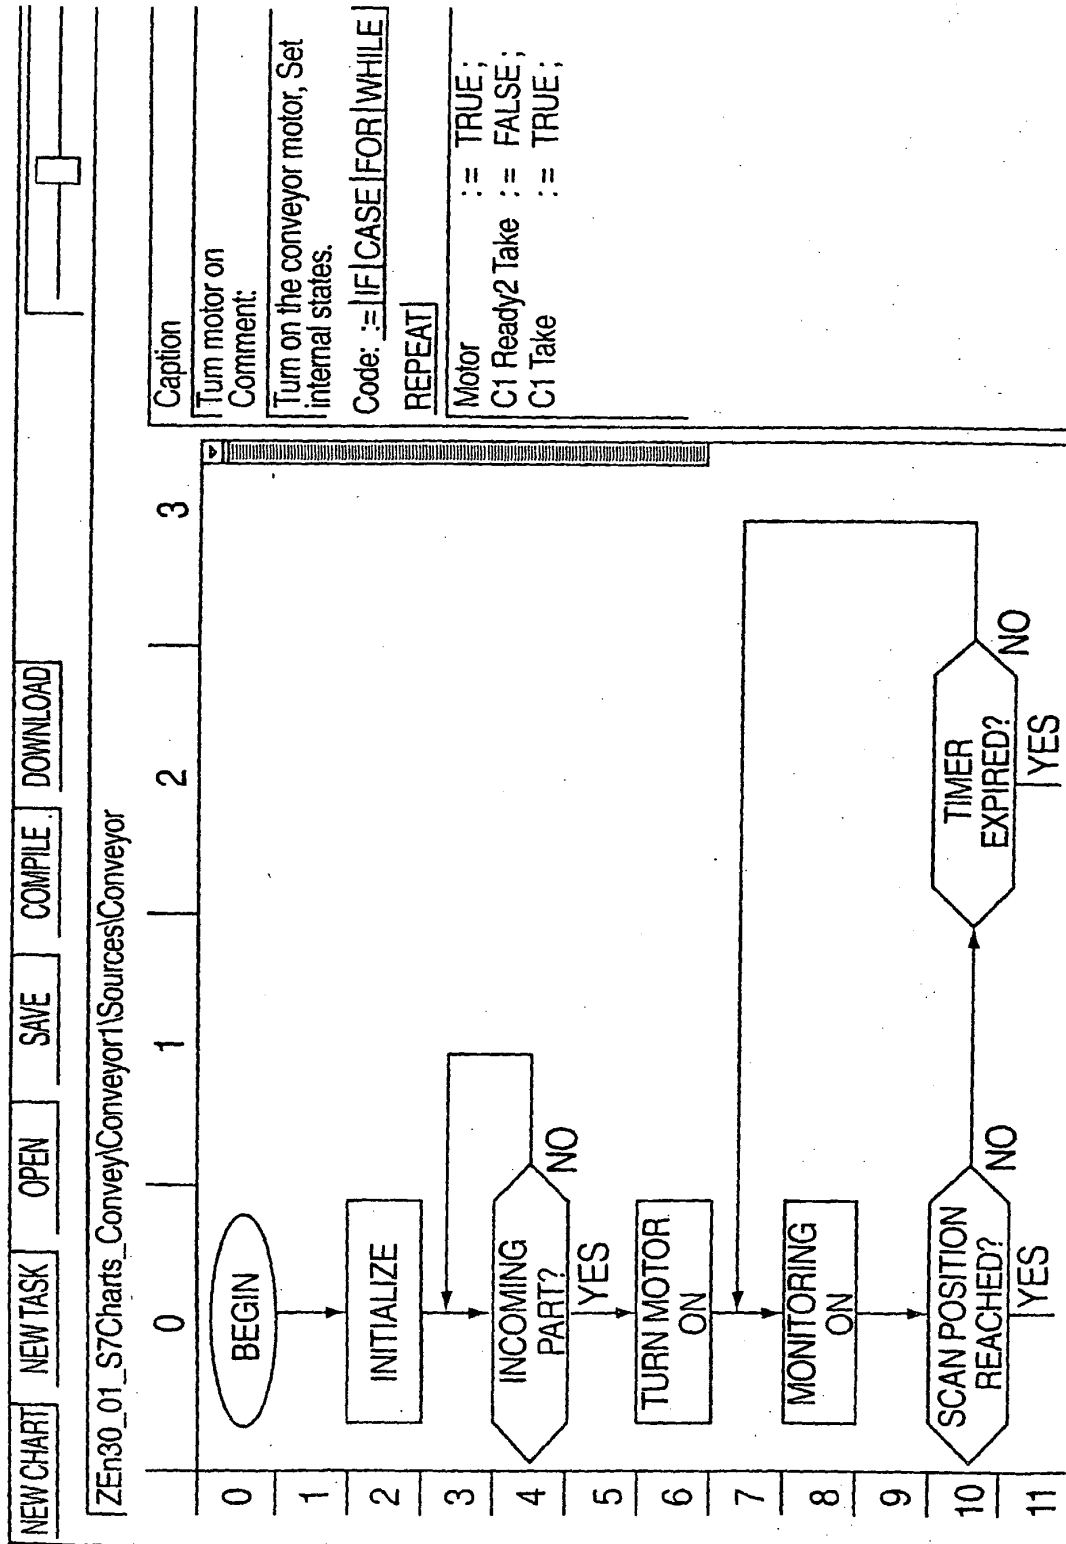 NEW CHART NEW TASK OPEN SAVE COMPILE DOWNLOAD
ZEn30_01_S7Charts_Convey\Conveyor1\Sources\Conveyor
0 1 2 3
0
1
2
3
4
5
6
7
8
9
10
11
BEGIN
INITIALIZE
INCOMING
PART?
NO
YES
TURN MOTOR
ON
MONITORING
ON
SCAN POSITION
REACHED?
NO
YES
TIMER
EXPIRED?
NO
YES
Caption
Turn motor on
Comment:
Turn on the conveyor motor, Set
internal states.
Code: :=|IF|CASE|FOR|WHILE|
REPEAT|
Motor := TRUE;
C1 Ready2 Take := FALSE;
C1 Take := TRUE;